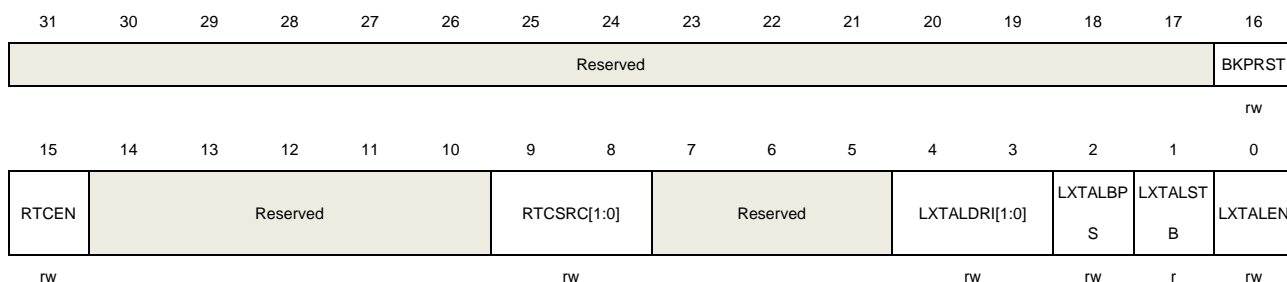 31 30 29 28 27 26 25 24 23 22 21 20 19 18 17 16
Reserved BKPRST
rw
15 14 13 12 11 10 9 8 7 6 5 4 3 2 1 0
RTCEN Reserved RTCSRC[1:0] Reserved LXTALDRI[1:0] LXTALBP LXTALST LXTALEN
S B
rw rw rw rw r rw